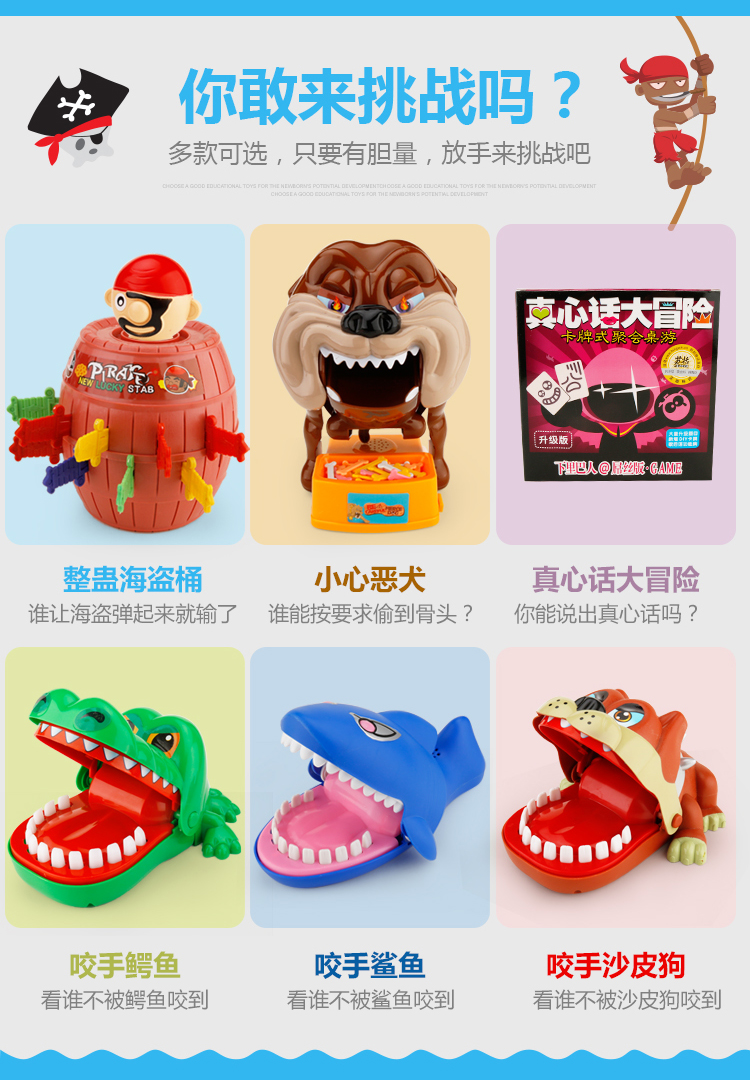 你敢来挑战吗？
多款可选，只要有胆量，放手来挑战吧
CHOOSE A GOOD EDUCATIONAL TOYS FOR THE NEWBORN'S POTENTIAL DEVELOPMENTCHOOSE A GOOD EDUCATIONAL TOYS FOR THE NEWBORN'S POTENTIAL DEVELOPMENT
CHOOSE A GOOD EDUCATIONAL TOYS FOR THE NEWBORN'S POTENTIAL DEVELOPMENT
PIRATE
NEW LUCKY STAB
真心话大冒险
卡牌式聚会桌游
升级版
下里巴人@屌丝版·GAME
整蛊海盗桶
小心恶犬
真心话大冒险
谁让海盗弹起来就输了
谁能按要求偷到骨头？
你能说出真心话吗？
咬手鳄鱼
咬手鲨鱼
咬手沙皮狗
看谁不被鳄鱼咬到
看谁不被鲨鱼咬到
看谁不被沙皮狗咬到